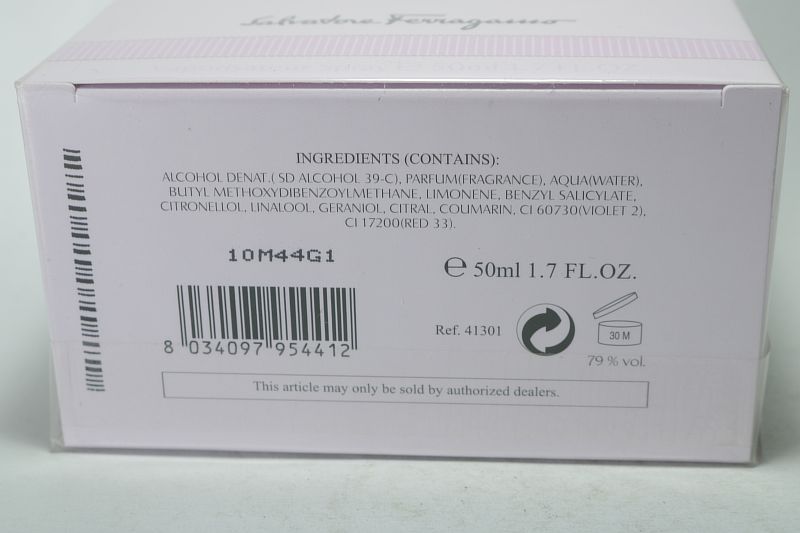 Salvatore Ferragamo
INGREDIENTS (CONTAINS):
ALCOHOL DENAT.( SD ALCOHOL 39-C), PARFUM(FRAGRANCE), AQUA(WATER),
BUTYL METHOXYDIBENZOYLMETHANE, LIMONENE, BENZYL SALICYLATE,
CITRONELLOL, LINALOOL, GERANIOL, CITRAL, COUMARIN, CI 60730(VIOLET 2),
CI 17200(RED 33).
10M44G1
℮ 50ml 1.7 FL.OZ.
8 034097 954412
Ref. 41301
30 M
79 % vol.
This article may only be sold by authorized dealers.